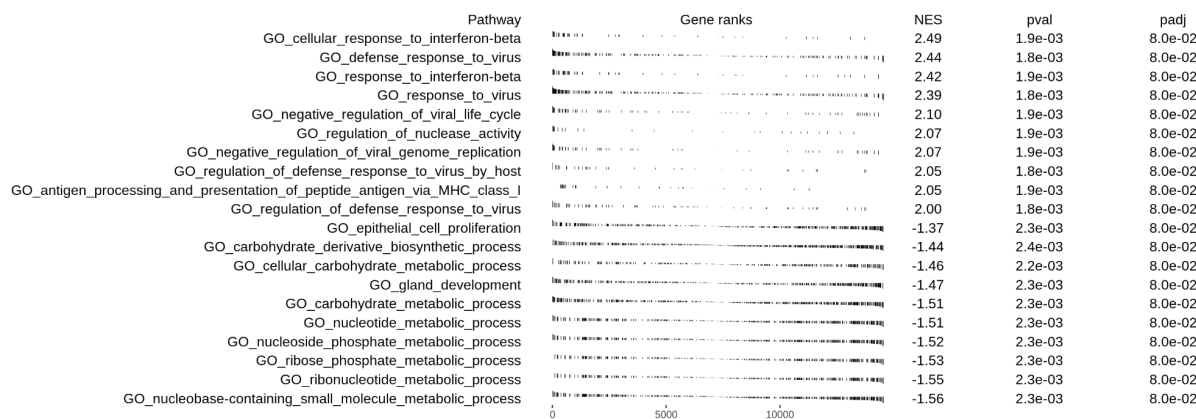 Pathway Gene ranks NES pval padj
GO_cellular_response_to_interferon-beta 2.49 1.9e-03 8.0e-02
GO_defense_response_to_virus 2.44 1.8e-03 8.0e-02
GO_response_to_interferon-beta 2.42 1.9e-03 8.0e-02
GO_response_to_virus 2.39 1.8e-03 8.0e-02
GO_negative_regulation_of_viral_life_cycle 2.10 1.9e-03 8.0e-02
GO_regulation_of_nuclease_activity 2.07 1.9e-03 8.0e-02
GO_negative_regulation_of_viral_genome_replication 2.07 1.9e-03 8.0e-02
GO_regulation_of_defense_response_to_virus_by_host 2.05 1.8e-03 8.0e-02
GO_antigen_processing_and_presentation_of_peptide_antigen_via_MHC_class_I 2.05 1.9e-03 8.0e-02
GO_regulation_of_defense_response_to_virus 2.00 1.8e-03 8.0e-02
GO_epithelial_cell_proliferation -1.37 2.3e-03 8.0e-02
GO_carbohydrate_derivative_biosynthetic_process -1.44 2.4e-03 8.0e-02
GO_cellular_carbohydrate_metabolic_process -1.46 2.2e-03 8.0e-02
GO_gland_development -1.47 2.3e-03 8.0e-02
GO_carbohydrate_metabolic_process -1.51 2.3e-03 8.0e-02
GO_nucleotide_metabolic_process -1.51 2.3e-03 8.0e-02
GO_nucleoside_phosphate_metabolic_process -1.52 2.3e-03 8.0e-02
GO_ribose_phosphate_metabolic_process -1.53 2.3e-03 8.0e-02
GO_ribonucleotide_metabolic_process -1.55 2.3e-03 8.0e-02
GO_nucleobase-containing_small_molecule_metabolic_process -1.56 2.3e-03 8.0e-02
0 5000 10000